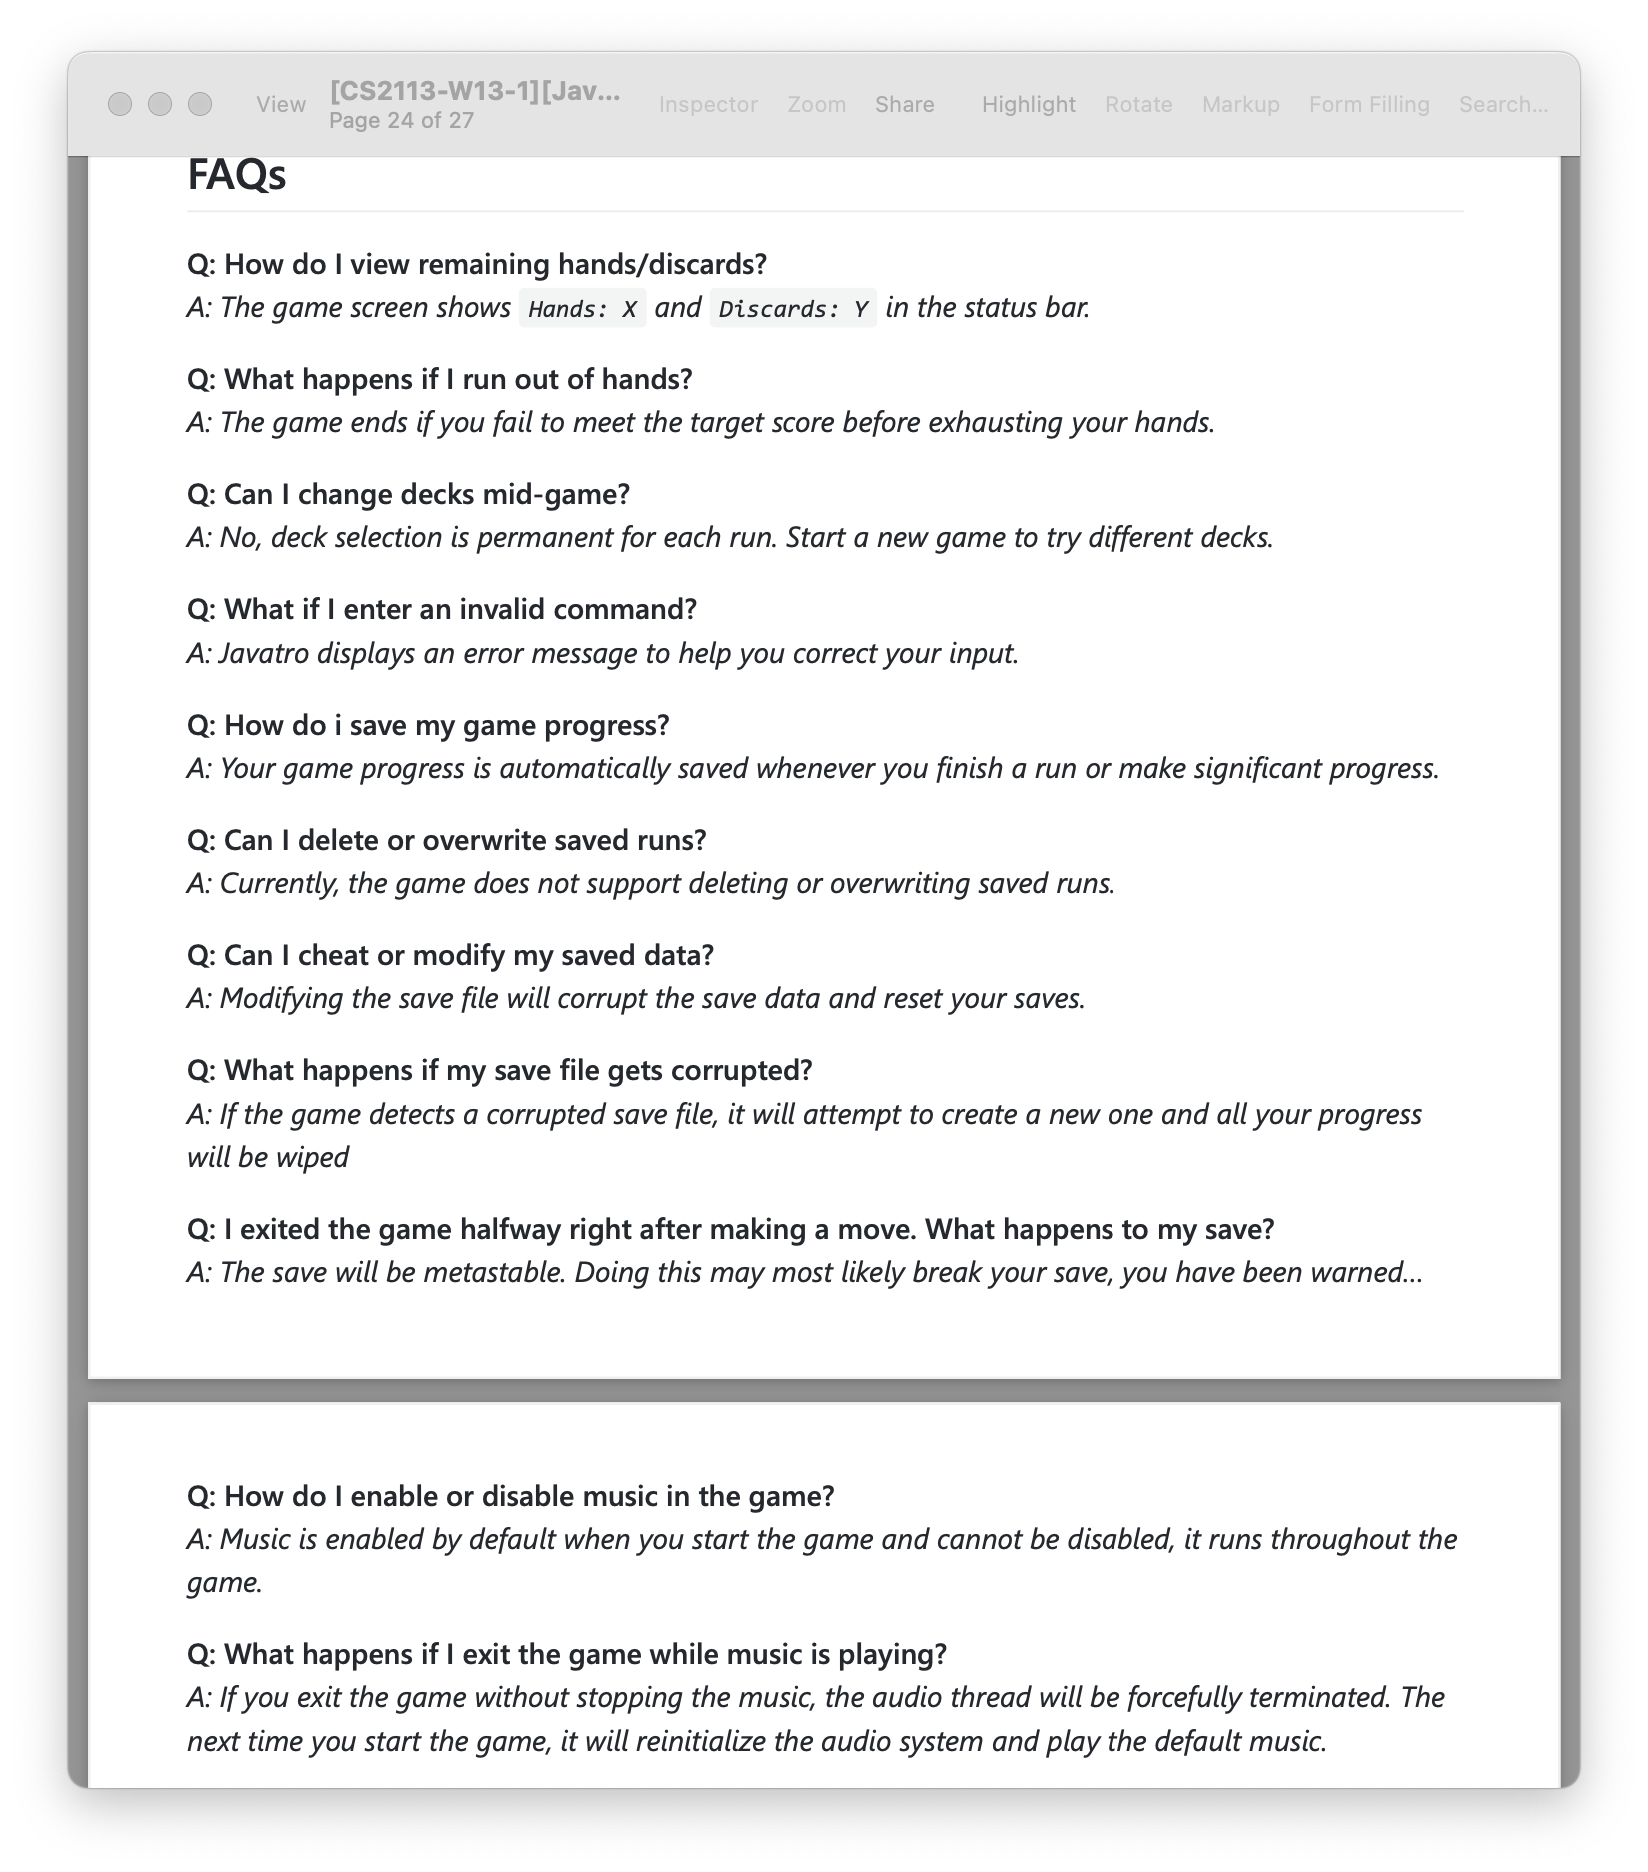 View
[CS2113-W13-1][Jav...
Page 24 of 27
Inspector
Zoom
Share
Highlight
Rotate
Markup
Form Filling
Search...
FAQs
Q: How do I view remaining hands/discards?
A: The game screen shows Hands: X and Discards: Y in the status bar.
Q: What happens if I run out of hands?
A: The game ends if you fail to meet the target score before exhausting your hands.
Q: Can I change decks mid-game?
A: No, deck selection is permanent for each run. Start a new game to try different decks.
Q: What if I enter an invalid command?
A: Javatro displays an error message to help you correct your input.
Q: How do i save my game progress?
A: Your game progress is automatically saved whenever you finish a run or make significant progress.
Q: Can I delete or overwrite saved runs?
A: Currently, the game does not support deleting or overwriting saved runs.
Q: Can I cheat or modify my saved data?
A: Modifying the save file will corrupt the save data and reset your saves.
Q: What happens if my save file gets corrupted?
A: If the game detects a corrupted save file, it will attempt to create a new one and all your progress
will be wiped
Q: I exited the game halfway right after making a move. What happens to my save?
A: The save will be metastable. Doing this may most likely break your save, you have been warned...
Q: How do I enable or disable music in the game?
A: Music is enabled by default when you start the game and cannot be disabled, it runs throughout the
game.
Q: What happens if I exit the game while music is playing?
A: If you exit the game without stopping the music, the audio thread will be forcefully terminated. The
next time you start the game, it will reinitialize the audio system and play the default music.